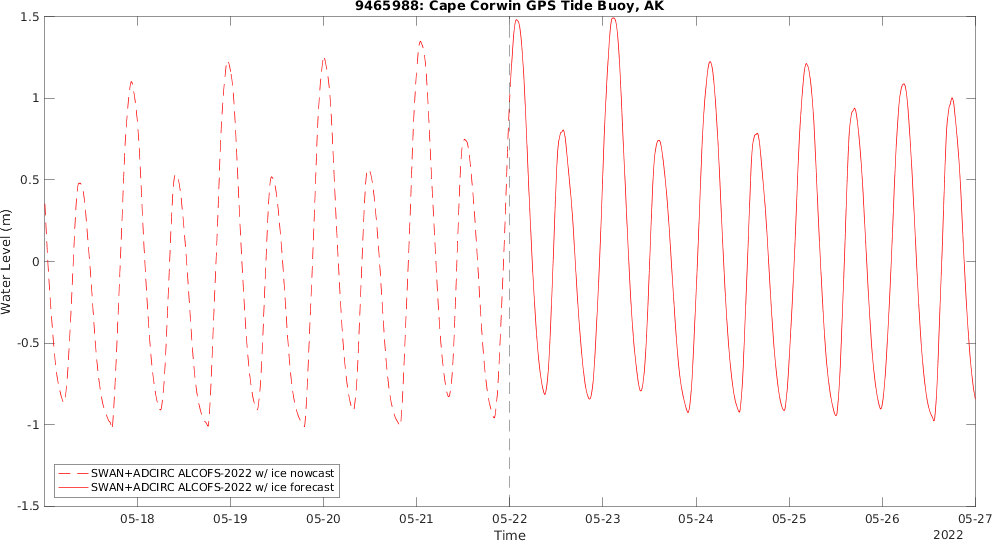 9465988: Cape Corwin GPS Tide Buoy, AK
1.5
1
0.5
0
-0.5
-1
-1.5
Water Level (m)
SWAN+ADCIRC ALCOFS-2022 w/ ice nowcast
SWAN+ADCIRC ALCOFS-2022 w/ ice forecast
05-18 05-19 05-20 05-21 05-22 05-23 05-24 05-25 05-26 05-27
Time
2022